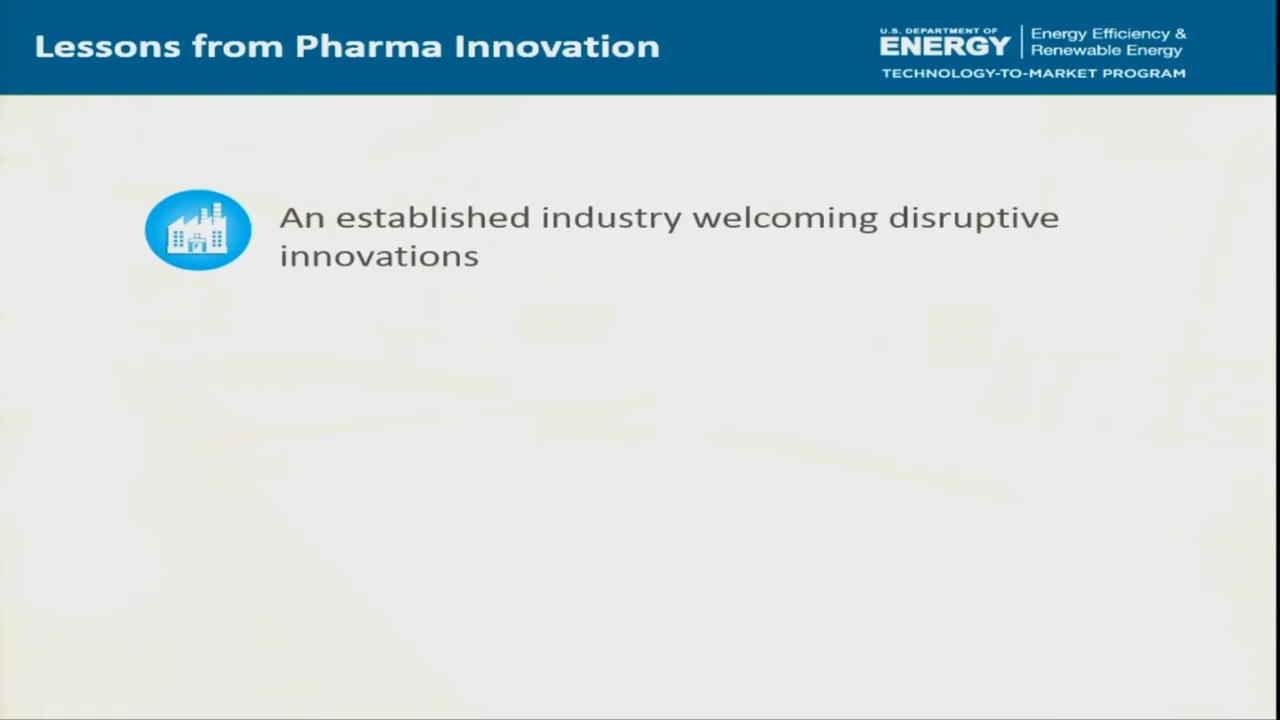 Lessons from Pharma Innovation
U.S. DEPARTMENT OF
ENERGY
Energy Efficiency &
Renewable Energy
TECHNOLOGY-TO-MARKET PROGRAM
An established industry welcoming disruptive
innovations